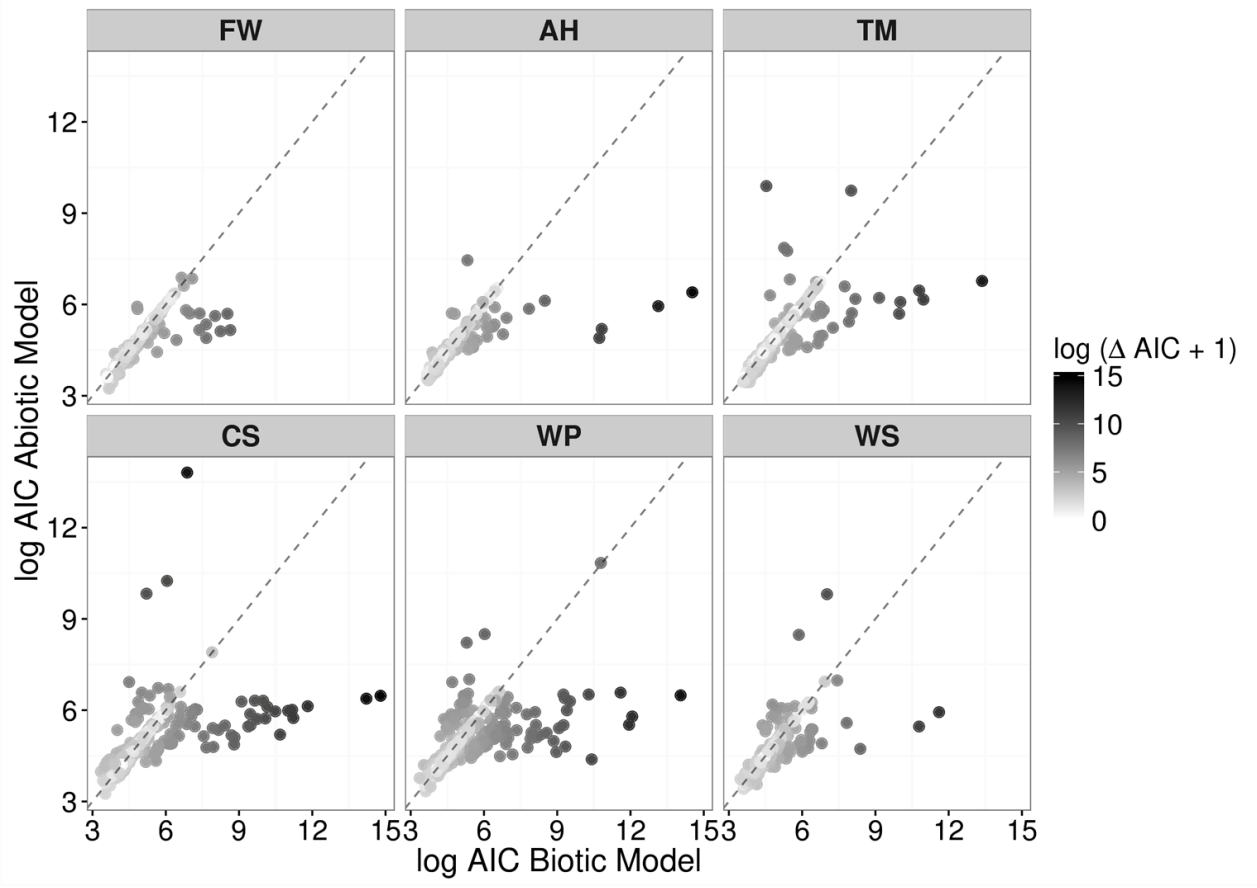 FW AH TM
12
9
6
3
CS WP WS
12
9
6
3
3 6 9 12 15 3 6 9 12 15 3 6 9 12 15
log AIC Biotic Model
log AIC Abiotic Model
log (Δ AIC + 1)
15
10
5
0